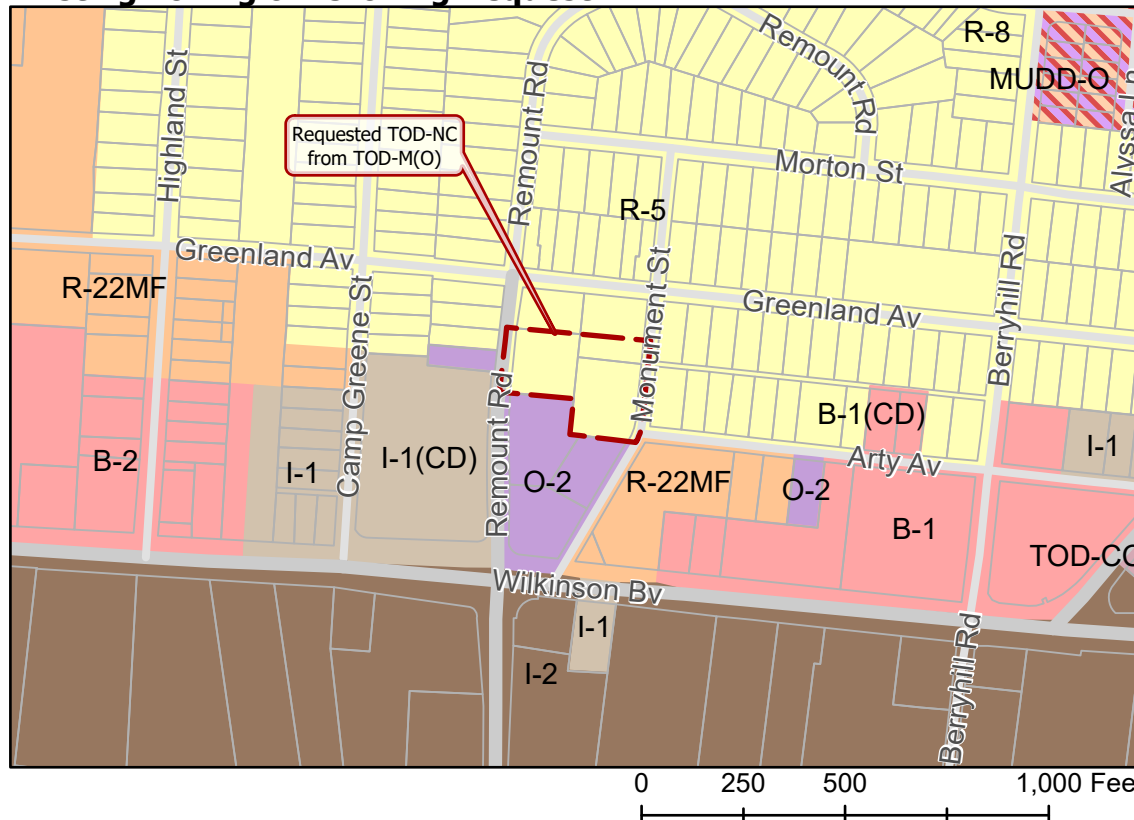 R-8
MUDD-O
Remount Rd
Alyssa Ln
Highland St
Requested TOD-NC
from TOD-M(O)
Remount Rd
Morton St
R-5
Greenland Av
Monument St
Berryhill Rd
R-22MF
Greenland Av
Camp Greene St
Remount Rd
B-1(CD)
B-2
I-1
I-1(CD)
O-2
R-22MF
O-2
Arty Av
I-1
B-1
TOD-CC
Wilkinson Bv
I-1
I-2
Berryhill Rd
0 250 500 1,000 Fee